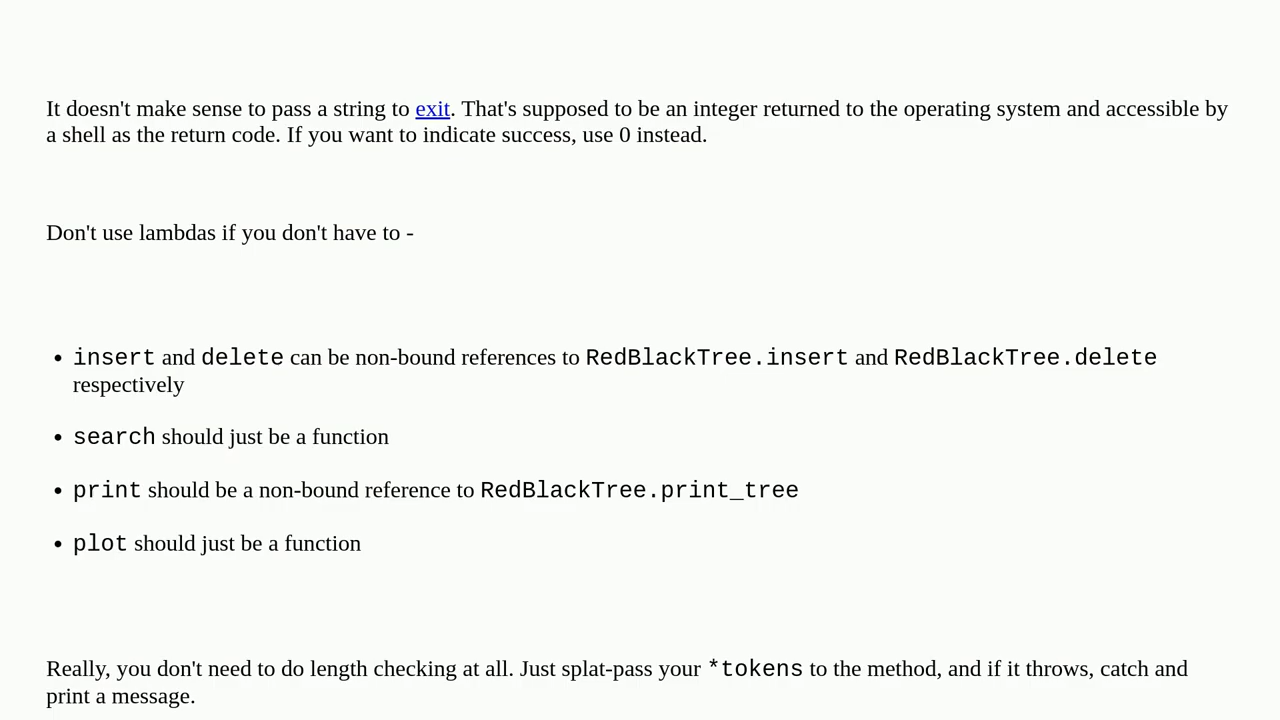 It doesn't make sense to pass a string to exit. That's supposed to be an integer returned to the operating system and accessible by
a shell as the return code. If you want to indicate success, use 0 instead.
Don't use lambdas if you don't have to -
• insert and delete can be non-bound references to RedBlackTree.insert and RedBlackTree.delete
respectively
• search should just be a function
• print should be a non-bound reference to RedBlackTree.print_tree
• plot should just be a function
Really, you don't need to do length checking at all. Just splat-pass your *tokens to the method, and if it throws, catch and
print a message.